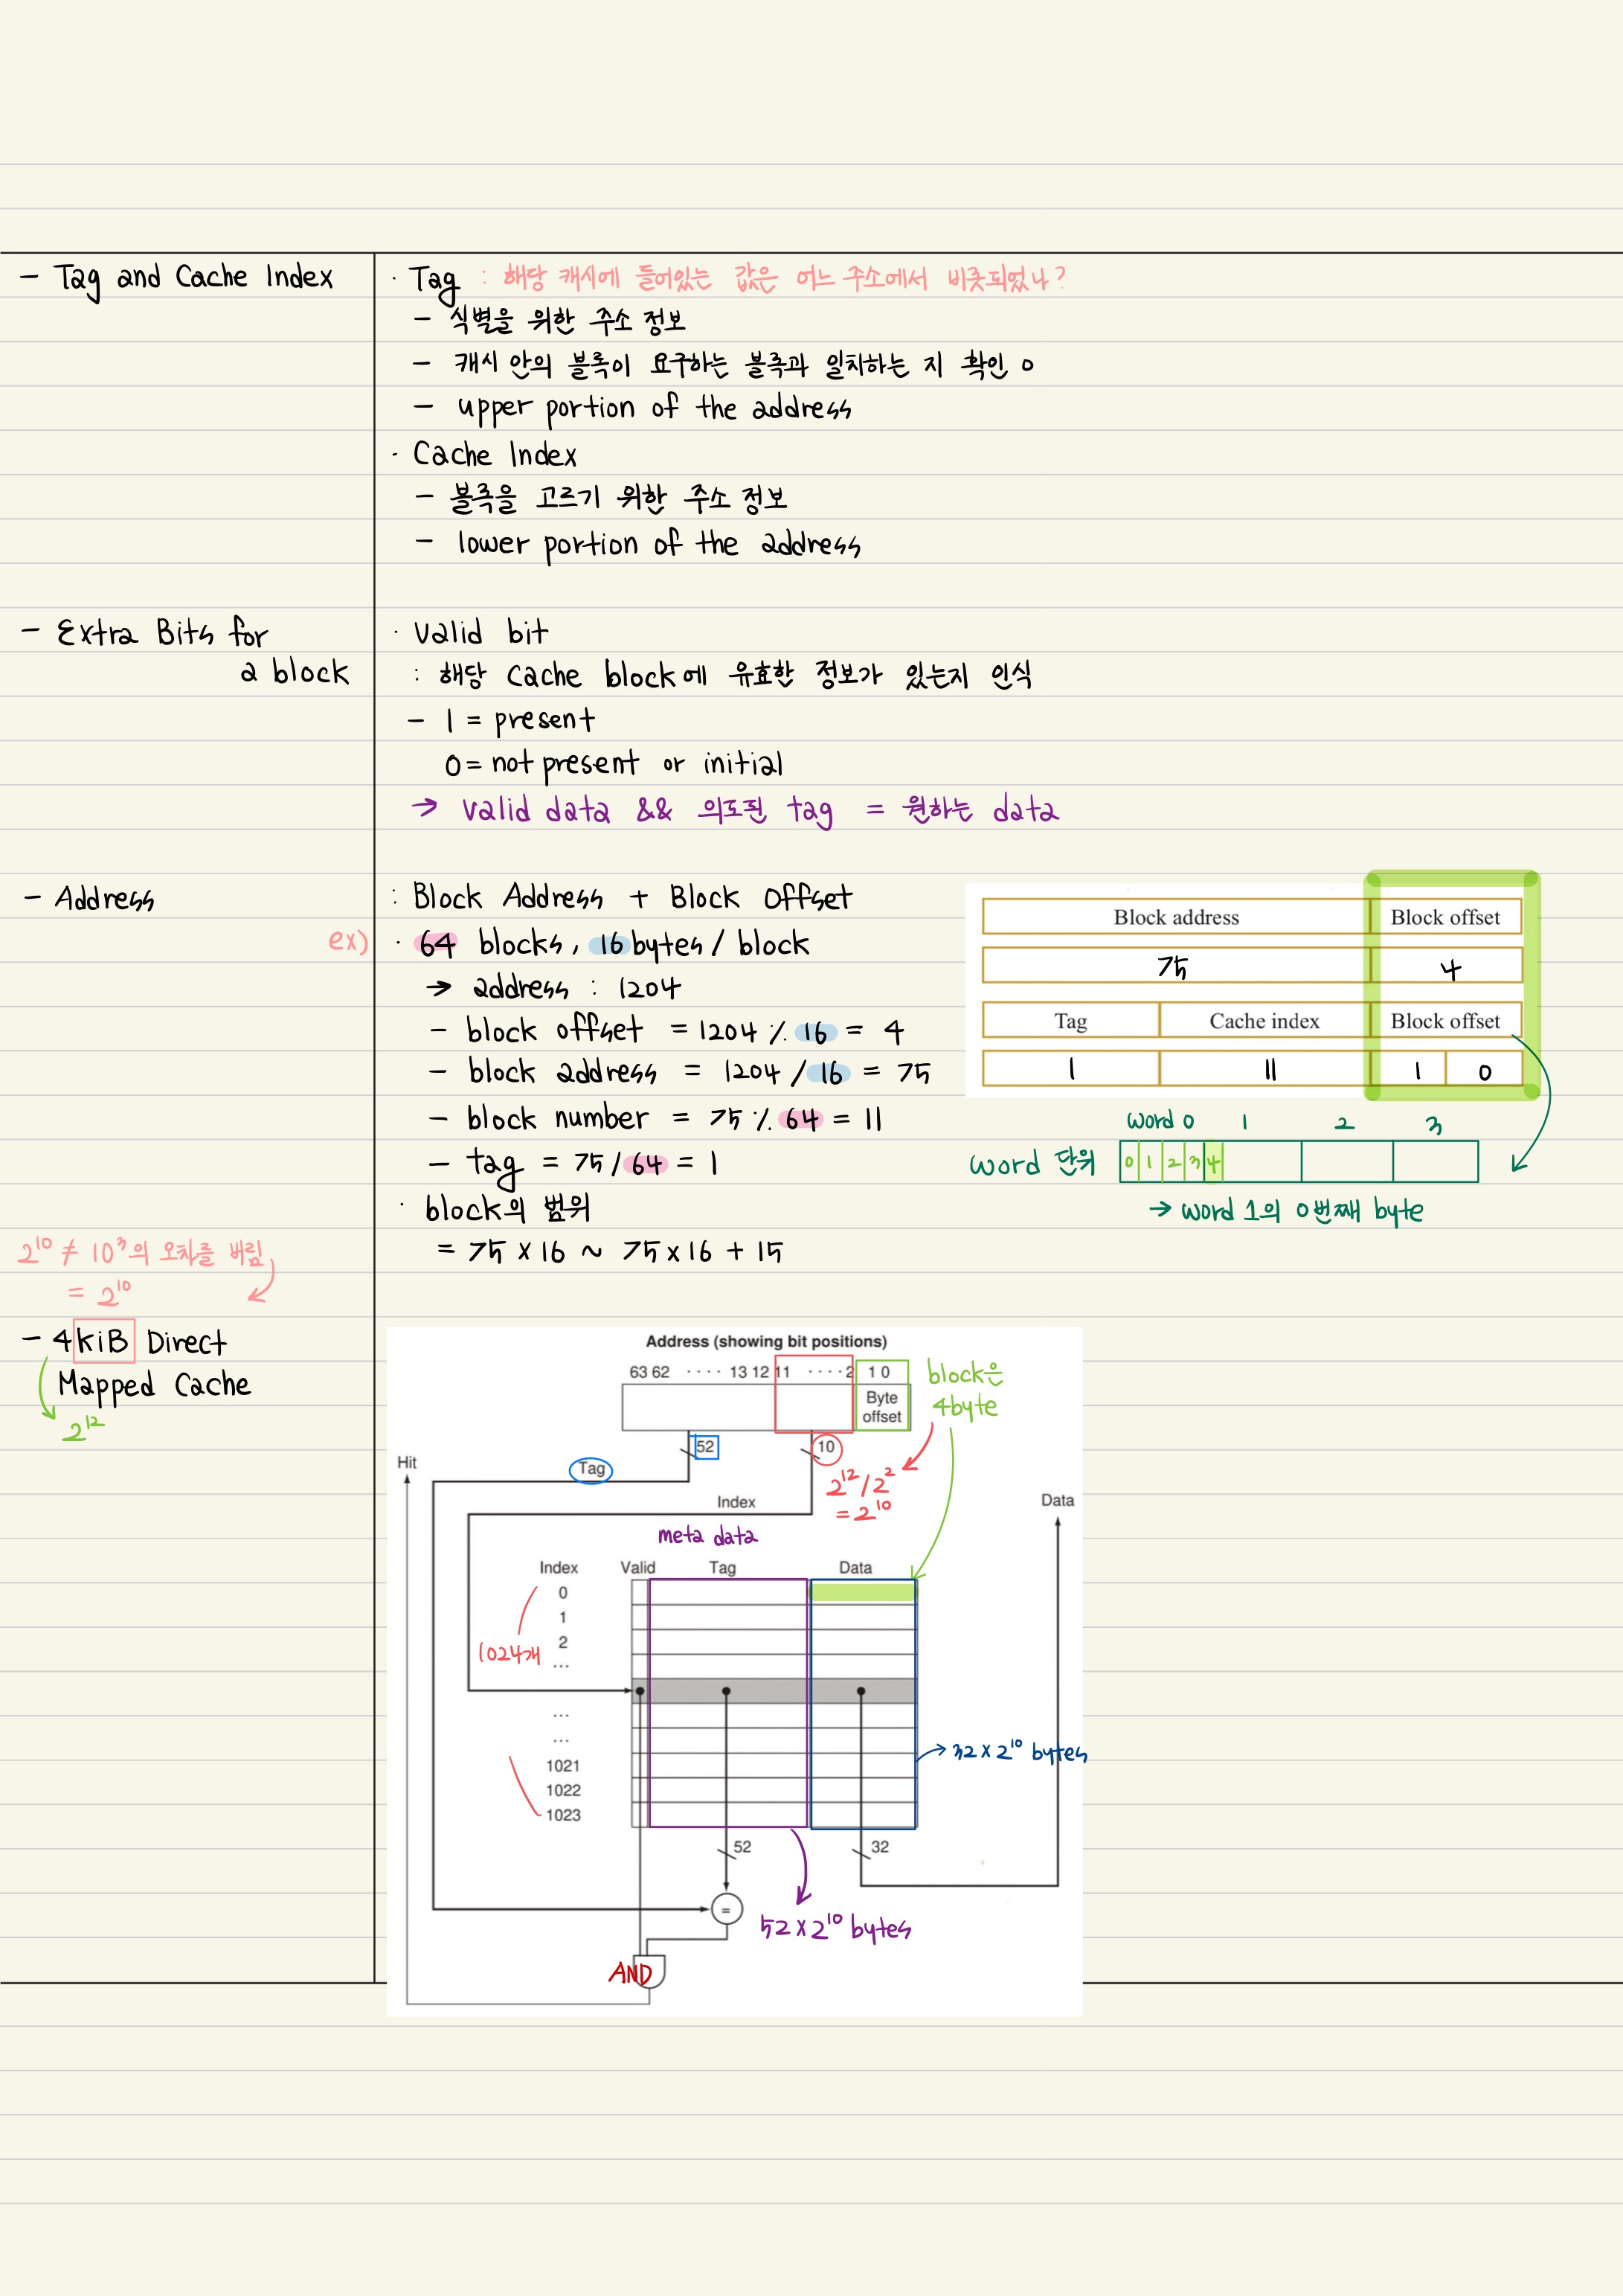 - Tag and Cache Index
· Tag : 해당 캐시에 들어있는 값은 어느 주소에서 비롯되었나?
- 식별을 위한 주소 정보
- 캐시 안의 블록이 요구하는 블록과 일치하는 지 확인 o
- upper portion of the address
· Cache Index
- 블록을 고르기 위한 주소 정보
- lower portion of the address
- Extra Bits for
a block
· Valid bit
: 해당 Cache block에 유효한 정보가 있는지 인식
- 1 = present
0 = not present or initial
→ Valid data && 의도된 tag = 원하는 data
- Address
: Block Address + Block Offset
ex) · 64 blocks, 16 bytes / block
→ address : 1204
- block offset = 1204 % 16 = 4
- block address = 1204 / 16 = 75
- block number = 75 % 64 = 11
- tag = 75 / 64 = 1
· block의 범위
= 75 × 16 ~ 75 × 16 + 15
Block address Block offset
75 4
Tag Cache index Block offset
1 11 1 0
word 0 1 2 3
word 단위 0 1 2 3 4
→ word 1의 0번째 byte
2^10 ≠ 10^3의 오차를 버림
= 2^10
- 4 kiB Direct
Mapped Cache
2^12
Address (showing bit positions)
63 62 ···· 13 12 11 ···· 2 1 0
Byte
offset
block은
4byte
52
10
Hit
Tag
2^12 / 2^2
= 2^10
Index
Data
meta data
Index Valid Tag Data
0
1
2
...
1024개
...
...
1021
1022
1023
32 × 2^10 bytes
52
32
=
52 × 2^10 bytes
AND